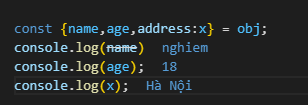 const {name,age,address:x} = obj;
console.log(name) nghiem
console.log(age); 18
console.log(x); Hà Nội